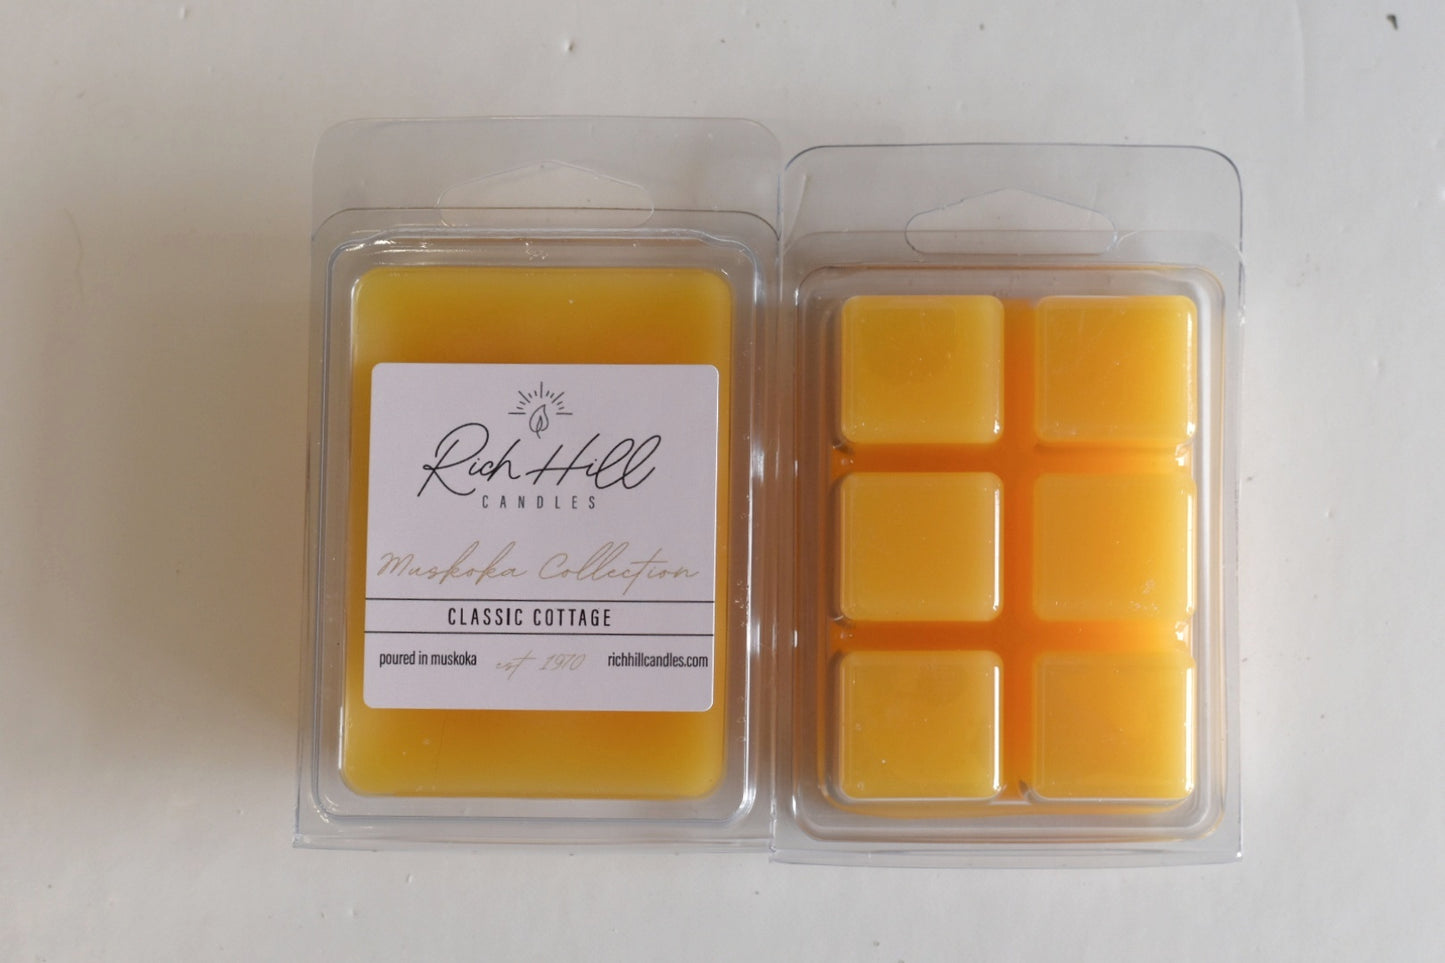 Rich Hill
CANDLES
Muskoka Collection
CLASSIC COTTAGE
poured in muskoka est 1970 richhillcandles.com